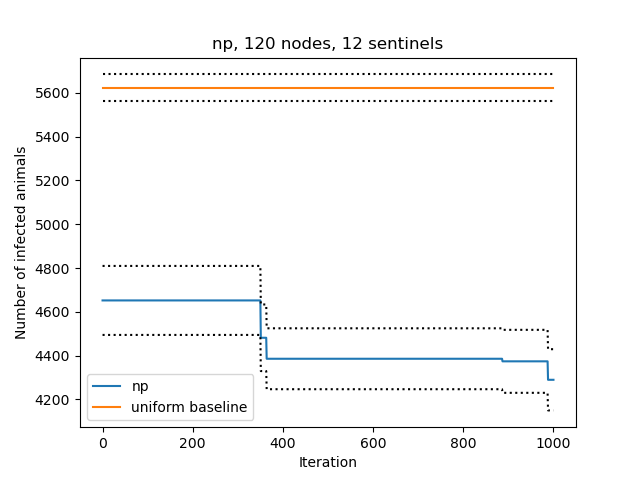 np, 120 nodes, 12 sentinels
5600
5400
5200
5000
4800
4600
4400
4200
Number of infected animals
np
uniform baseline
0 200 400 600 800 1000
Iteration